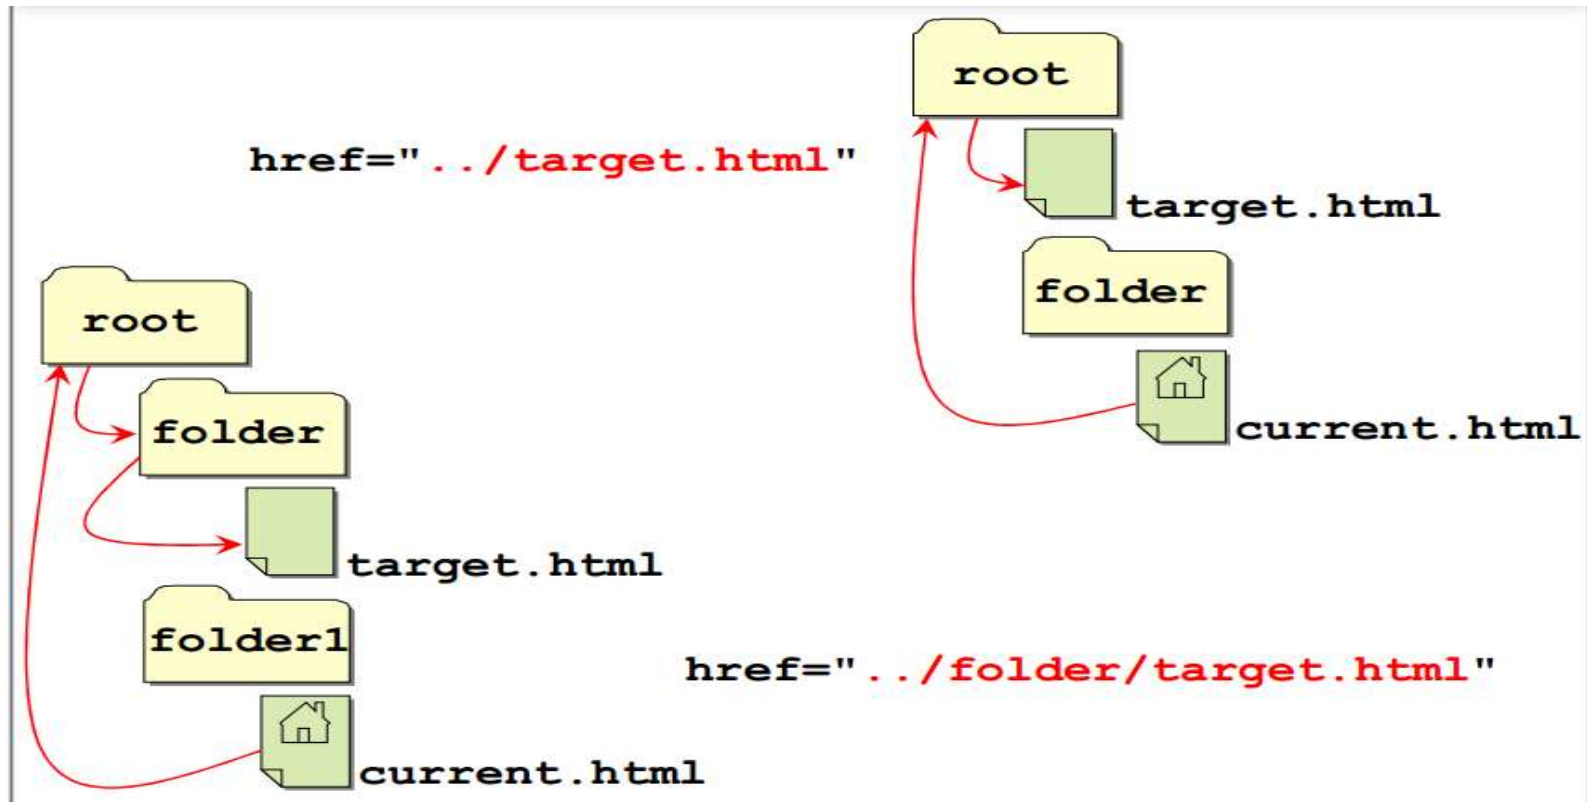 root
href="../target.html"
target.html
folder
current.html
root
folder
target.html
folder1
href="../folder/target.html"
current.html